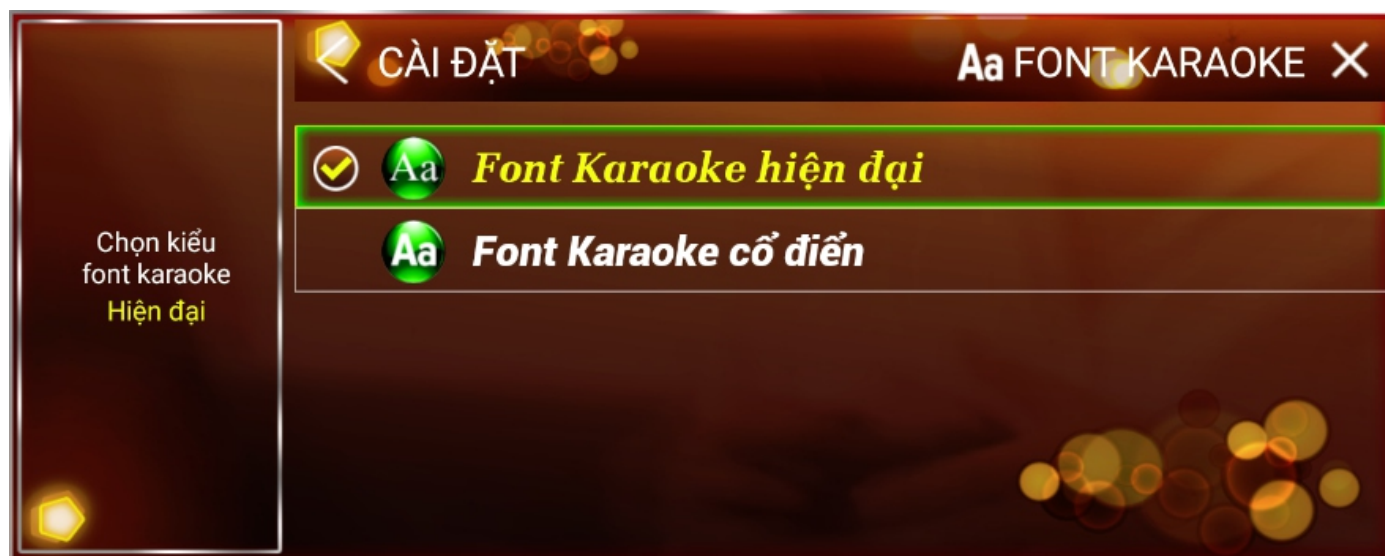 CÀI ĐẶT
Aa FONT KARAOKE
Aa Font Karaoke hiện đại
Aa Font Karaoke cổ điển
Chọn kiểu
font karaoke
Hiện đại